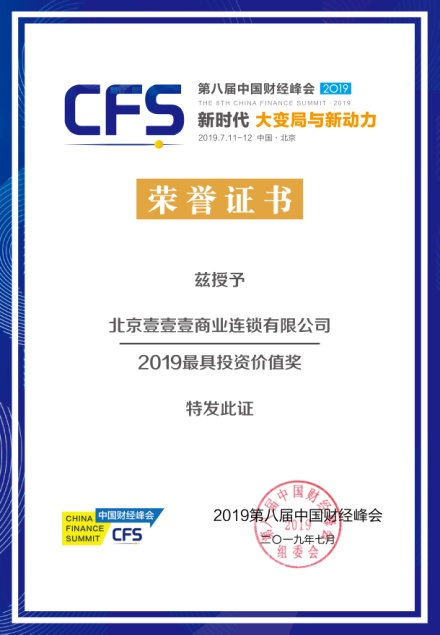 CFS
第八届中国财经峰会 2019
THE 8TH CHINA FINANCE SUMMIT · 2019
新时代 大变局与新动力
2019.7.11-12 中国·北京
荣誉证书
兹授予
北京壹壹壹商业连锁有限公司
2019最具投资价值奖
特发此证
CHINA
FINANCE
SUMMIT
中国财经峰会
CFS
2019第八届中国财经峰会
二〇一九年七月
第八届中国财经峰会
2019
组委会